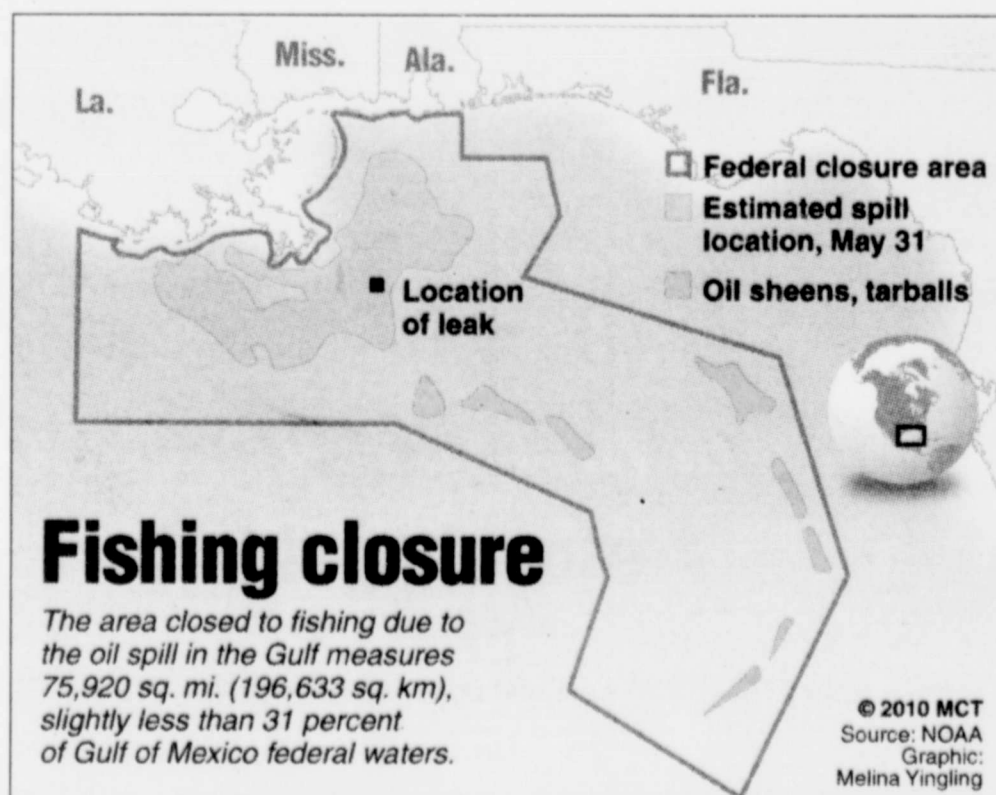 La.
Miss.
Ala.
Fla.
Federal closure area
Estimated spill
location, May 31
Oil sheens, tarballs
Location
of leak
Fishing closure
The area closed to fishing due to
the oil spill in the Gulf measures
75,920 sq. mi. (196,633 sq. km),
slightly less than 31 percent
of Gulf of Mexico federal waters.
© 2010 MCT
Source: NOAA
Graphic:
Melina Yingling